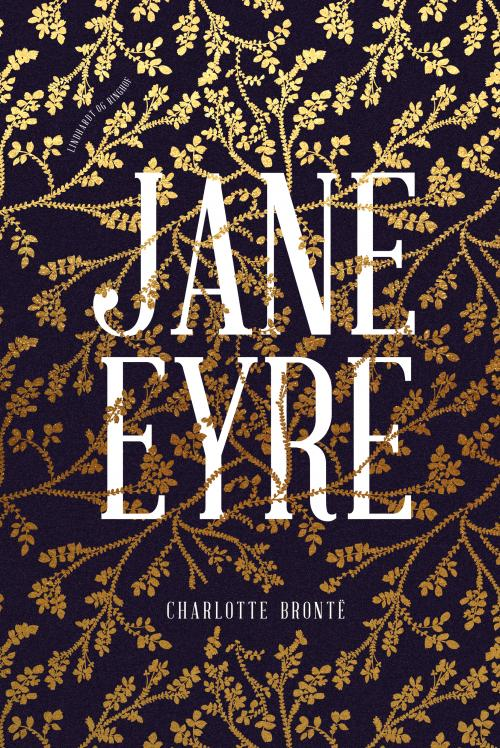 LINDHARDT OG RINGHOF
JANE
EYRE
CHARLOTTE BRONTË